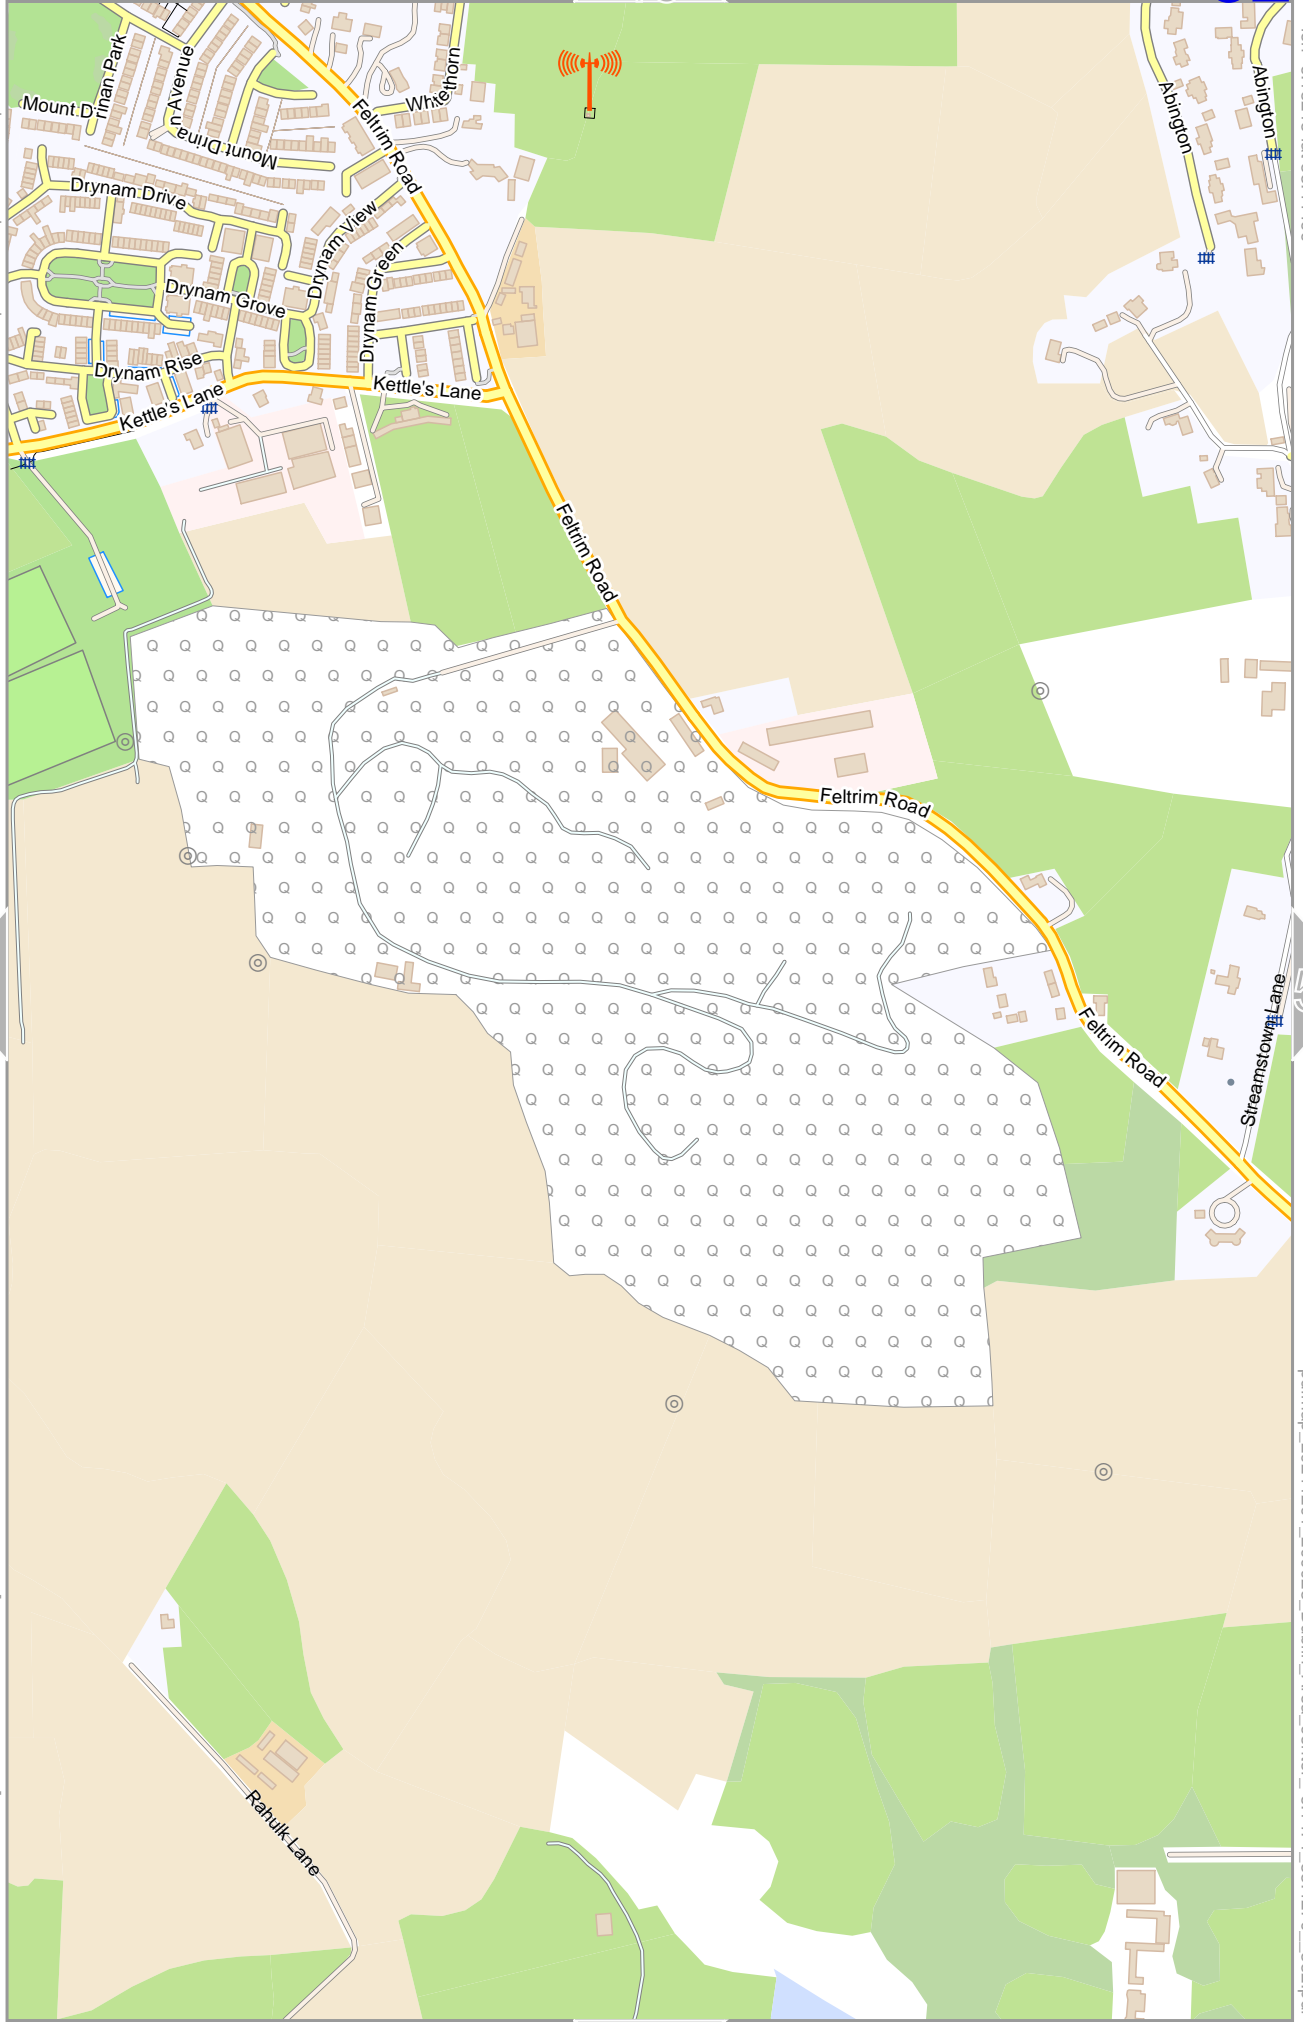 Mount D
rinan Park
n Avenue
Mount Drina
Whitethorn
Feltrim Road
Abington
Abington
Drynam Drive
Drynam View
Drynam Green
Drynam Grove
Drynam Rise
Kettle's Lane
Kettle's Lane
Feltrim Road
Feltrim Road
Feltrim Road
Streamstown Lane
Rahulk Lane